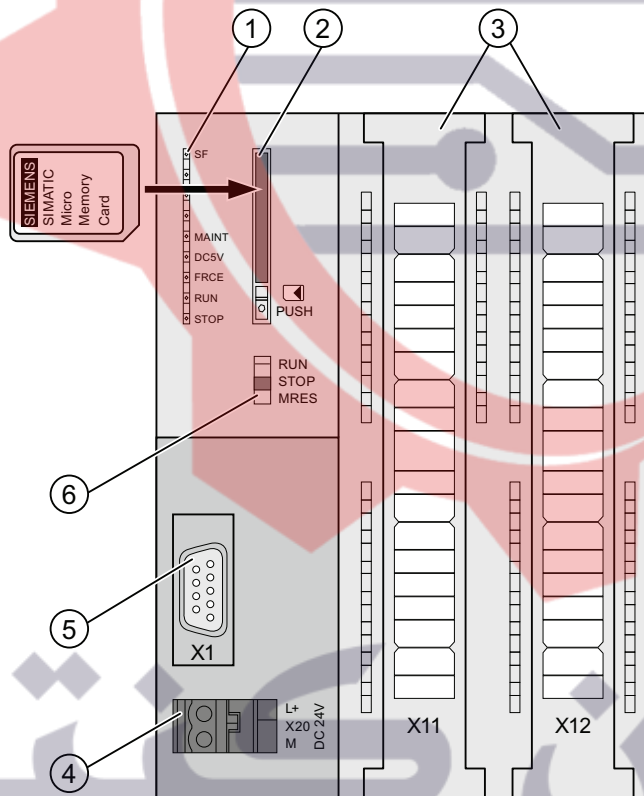 1
2
3
SF
SIEMENS
SIMATIC
Micro
Memory
Card
MAINT
DC5V
FRCE
RUN
STOP
PUSH
RUN
STOP
MRES
6
5
X1
L+
X20
M
DC 24V
X11
X12
4